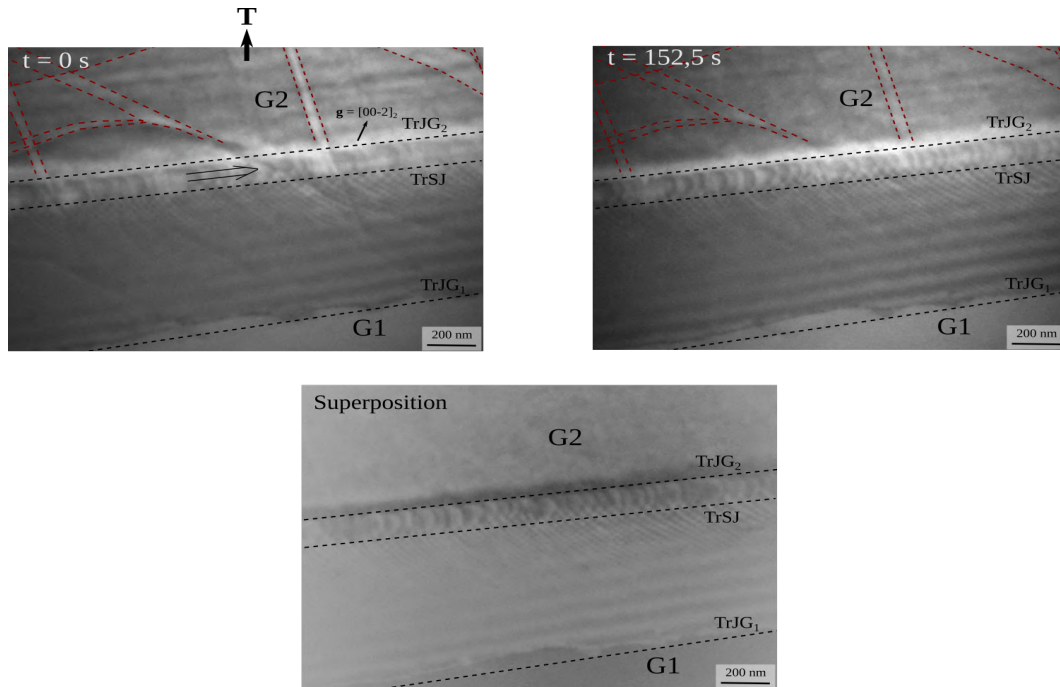 T
t = 0 s
G2
g = [00-2]₂
TrJG₂
TrSJ
TrJG₁
G1
200 nm
t = 152,5 s
G2
TrJG₂
TrSJ
TrJG₁
G1
200 nm
Superposition
G2
TrJG₂
TrSJ
TrJG₁
G1
200 nm